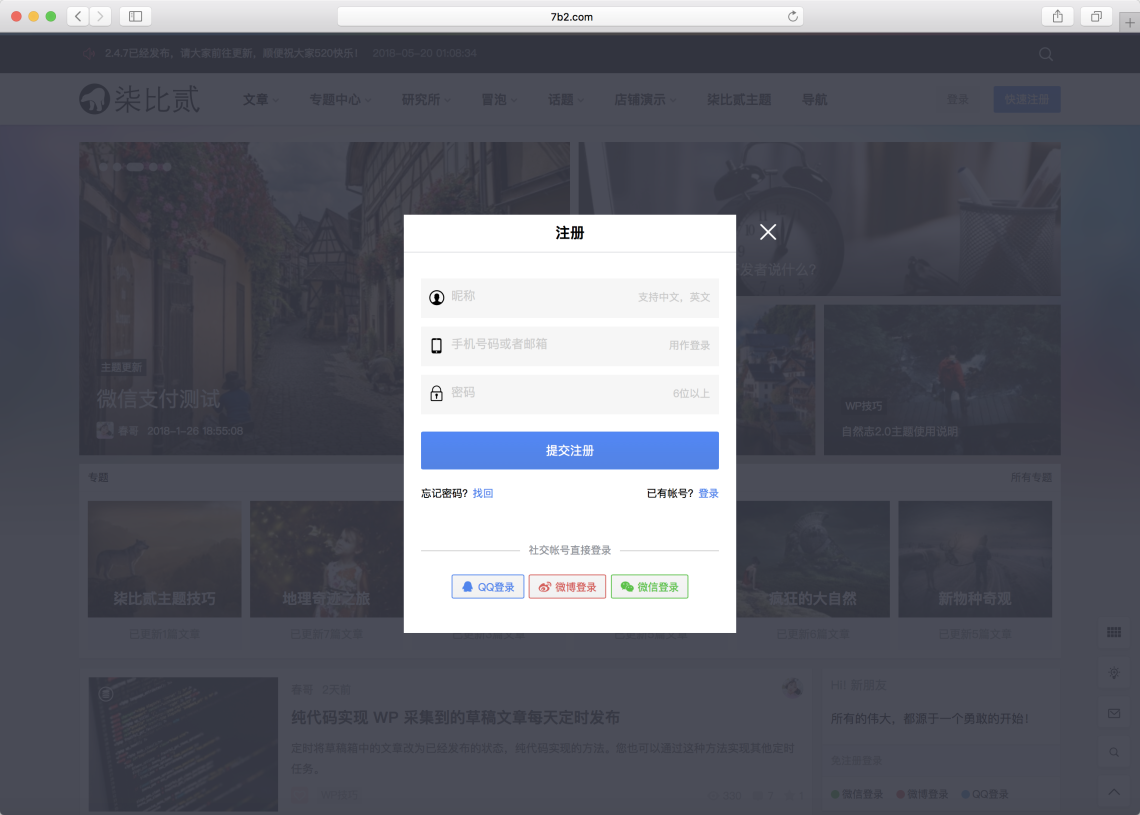 7b2.com
2.4.7已经发布，请大家前往更新，顺便祝大家520快乐！ 2018-05-20 01:08:34
柒比贰 文章 专题中心 研究所 冒泡 话题 店铺演示 柒比贰主题 导航 登录 快速注册
注册
昵称 支持中文，英文
手机号码或者邮箱 用作登录
密码 6位以上
提交注册
忘记密码? 找回 已有帐号? 登录
社交帐号直接登录
QQ登录 微博登录 微信登录
发者说什么?
主题更新
微信支付测试
春哥 2018-1-26 18:55:08
WP技巧
自然志2.0主题使用说明
专题 所有专题
柒比贰主题技巧 地理奇迹之旅 疯狂的大自然 新物种奇观
已更新1篇文章 已更新7篇文章 已更新6篇文章 已更新5篇文章
春哥 2天前
纯代码实现 WP 采集到的草稿文章每天定时发布
定时将草稿箱中的文章改为已经发布的状态，纯代码实现的方法，您也可以通过这种方法实现其他定时
任务。
330 2 1
Hi! 新朋友
所有的伟大，都源于一个勇敢的开始！
免注册登录
微信登录 微博登录 QQ登录